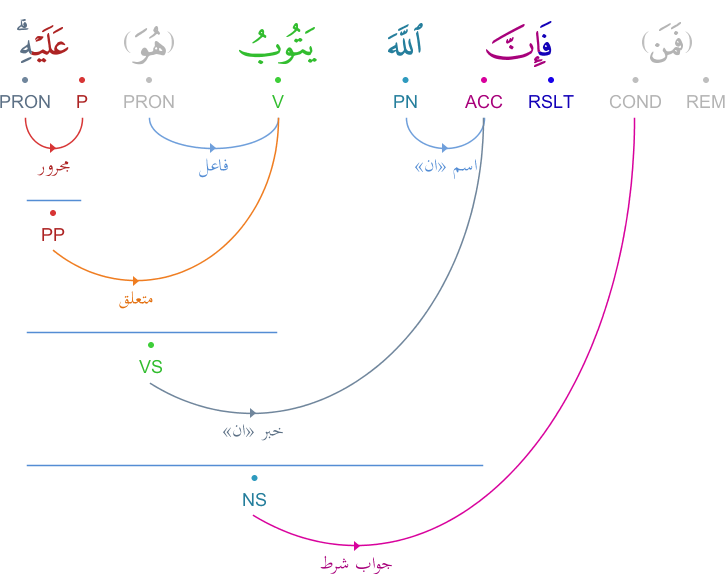 (فَمَن) فَإِنَّ ٱللَّهَ يَتُوبُ (هُوَ) عَلَيْهِ ۗ
REM COND RSLT ACC PN V PRON P PRON
مجرور فاعل اسم «ان»
PP
متعلق
VS
خبر «ان»
NS
جواب شرط